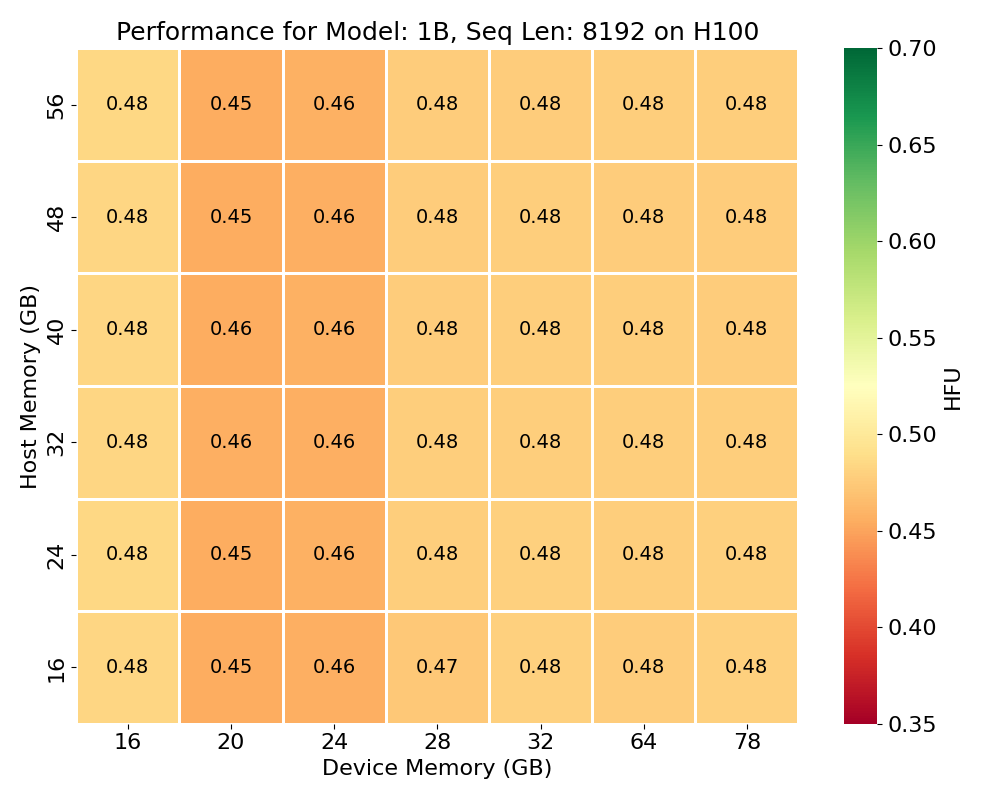 Performance for Model: 1B, Seq Len: 8192 on H100
56 0.48 0.45 0.46 0.48 0.48 0.48 0.48
48 0.48 0.45 0.46 0.48 0.48 0.48 0.48
40 0.48 0.46 0.46 0.48 0.48 0.48 0.48
32 0.48 0.46 0.46 0.48 0.48 0.48 0.48
24 0.48 0.45 0.46 0.48 0.48 0.48 0.48
16 0.48 0.45 0.46 0.47 0.48 0.48 0.48
Host Memory (GB)
16 20 24 28 32 64 78
Device Memory (GB)
0.70
0.65
0.60
0.55
0.50
0.45
0.40
0.35
HFU